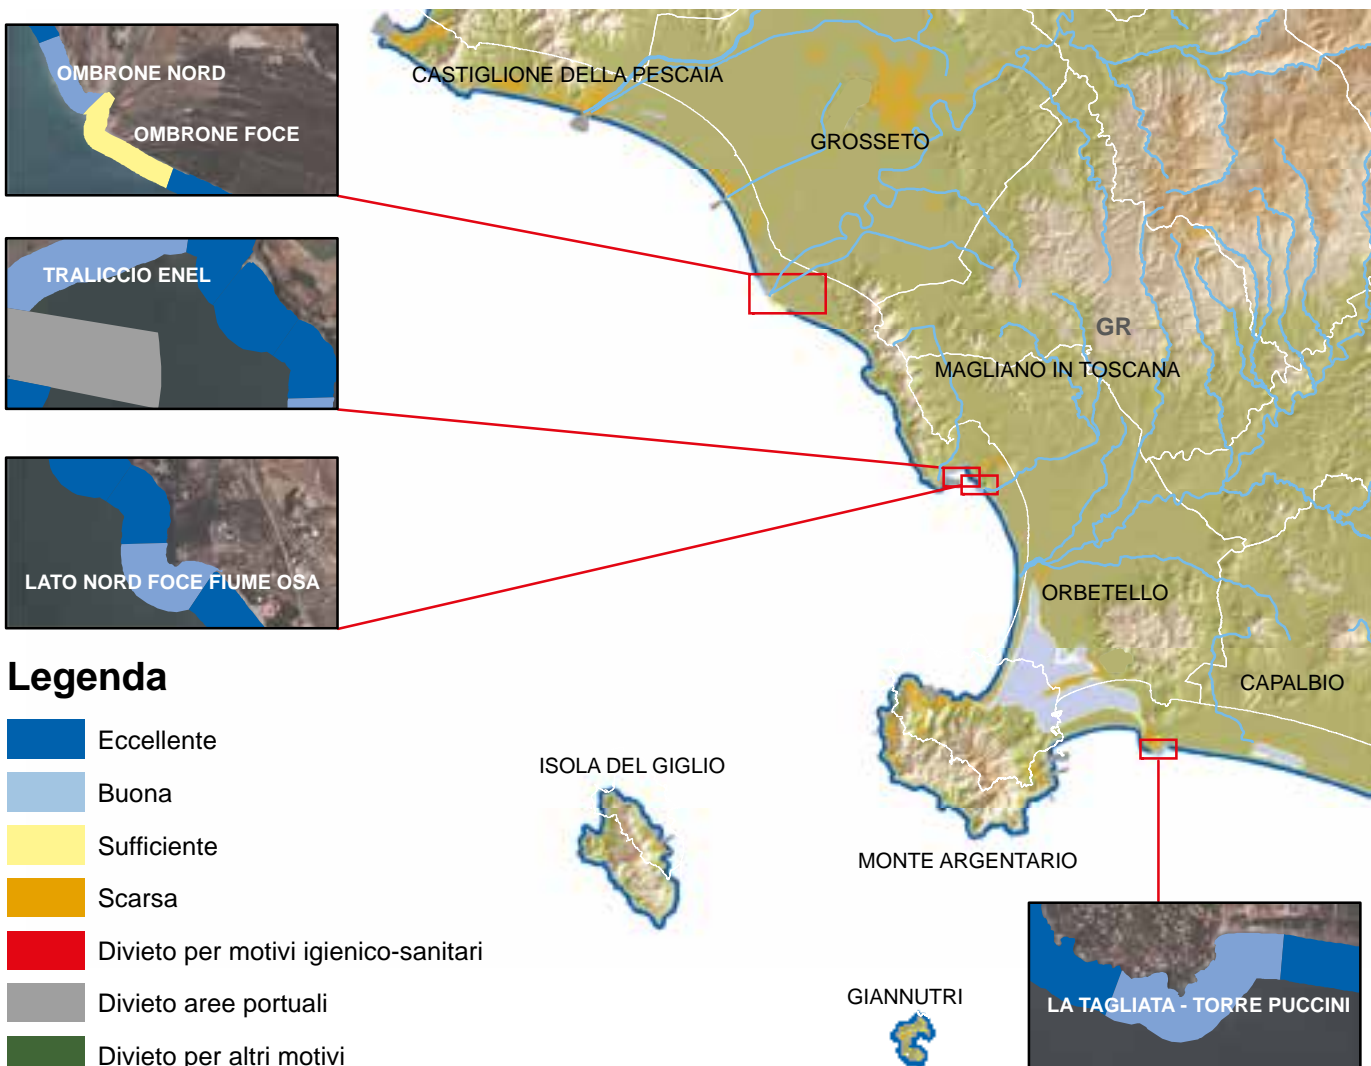 OMBRONE NORD
OMBRONE FOCE
CASTIGLIONE DELLA PESCAIA
GROSSETO
TRALICCIO ENEL
GR
MAGLIANO IN TOSCANA
LATO NORD FOCE FIUME OSA
ORBETELLO
CAPALBIO
Legenda
Eccellente
Buona
Sufficiente
Scarsa
Divieto per motivi igienico-sanitari
Divieto aree portuali
Divieto per altri motivi
ISOLA DEL GIGLIO
MONTE ARGENTARIO
GIANNUTRI
LA TAGLIATA - TORRE PUCCINI